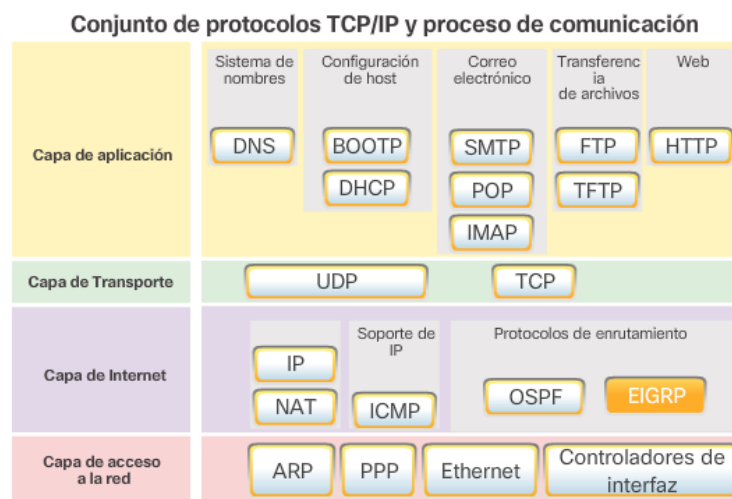 Conjunto de protocolos TCP/IP y proceso de comunicación
Capa de aplicación
Sistema de
nombres
DNS
Configuración
de host
BOOTP
DHCP
Correo
electrónico
SMTP
POP
IMAP
Transferenc
ia
de archivos
FTP
TFTP
Web
HTTP
Capa de Transporte
UDP
TCP
Capa de Internet
IP
NAT
Soporte de
IP
ICMP
Protocolos de enrutamiento
OSPF
EIGRP
Capa de acceso
a la red
ARP
PPP
Ethernet
Controladores de
interfaz